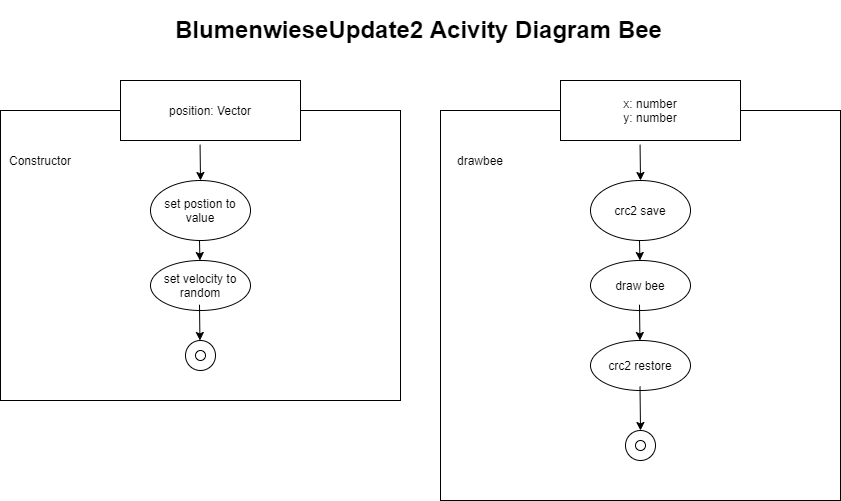 BlumenwieseUpdate2 Acivity Diagram Bee
position: Vector
Constructor
set postion to
value
set velocity to
random
x: number
y: number
drawbee
crc2 save
draw bee
crc2 restore